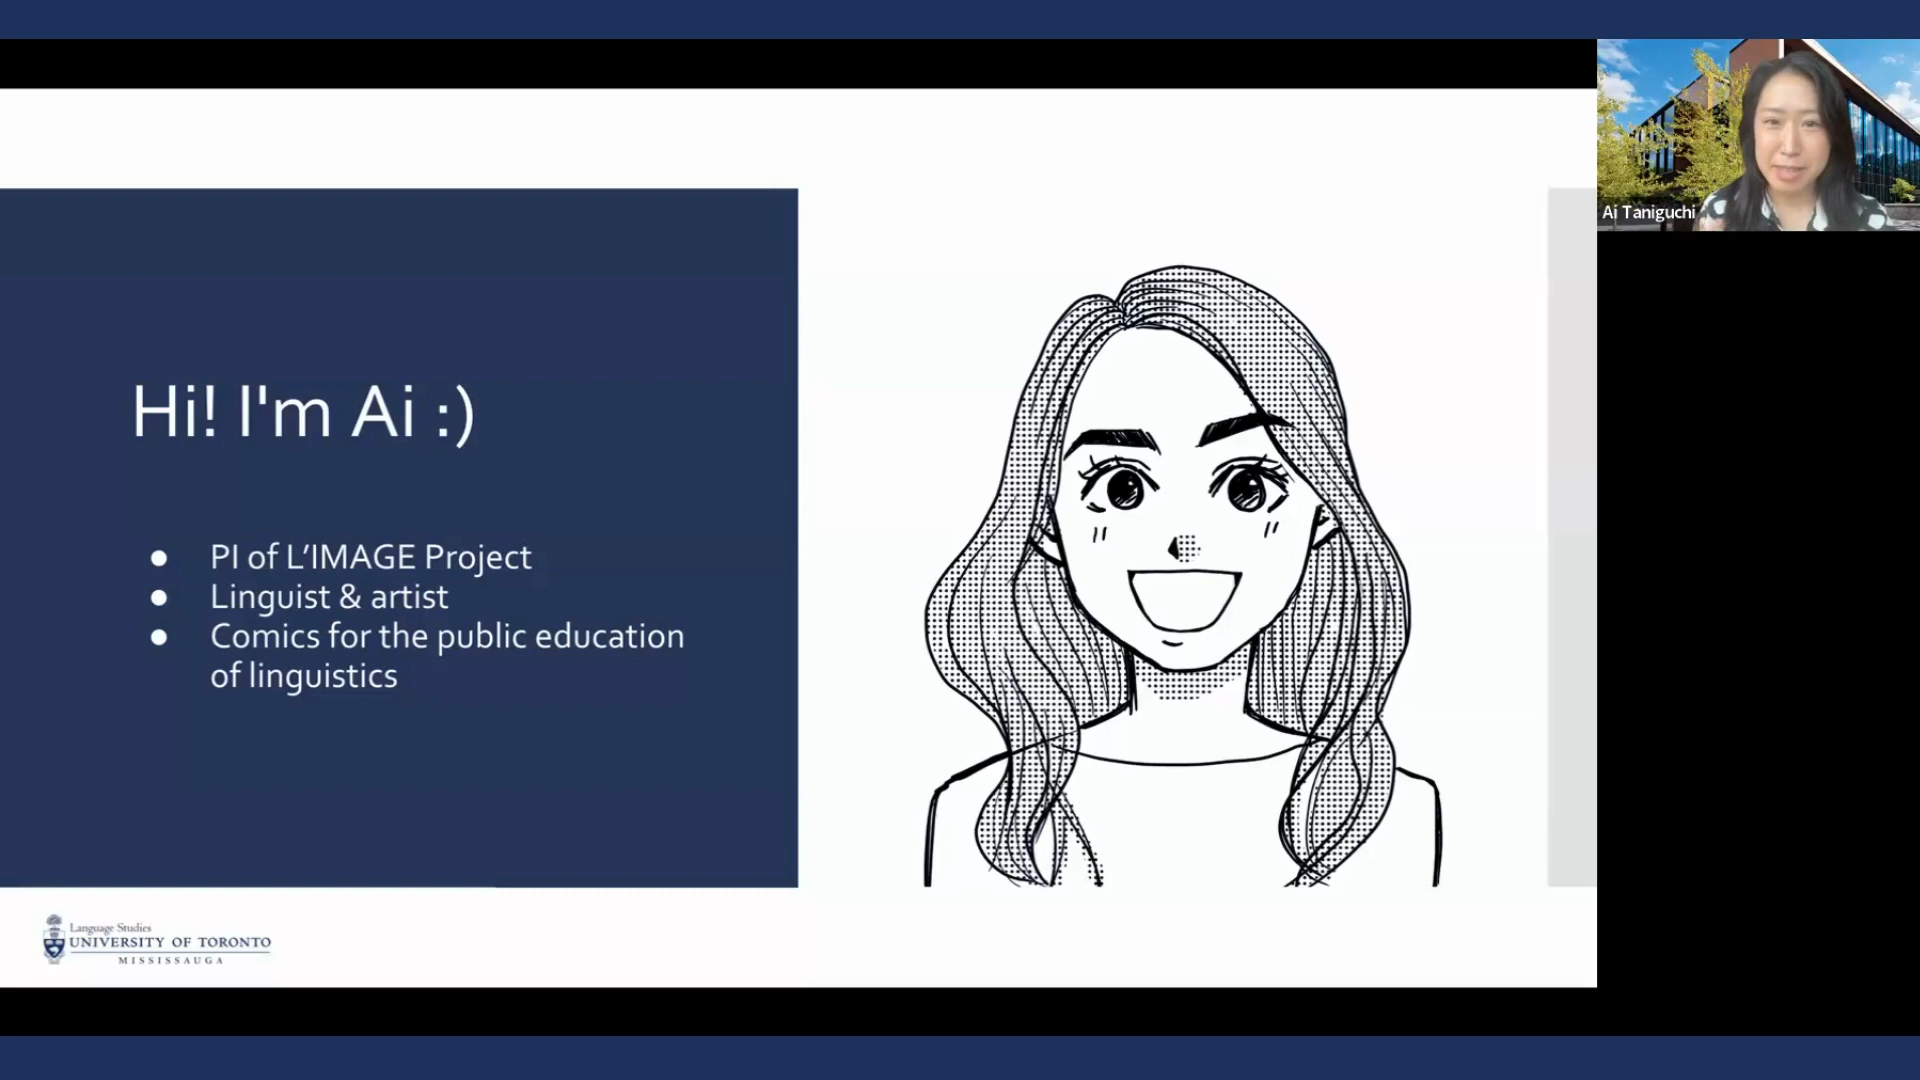 Ai Taniguchi
Hi! I'm Ai :)
● PI of L’IMAGE Project
● Linguist & artist
● Comics for the public education
of linguistics
Language Studies
UNIVERSITY OF TORONTO
MISSISSAUGA